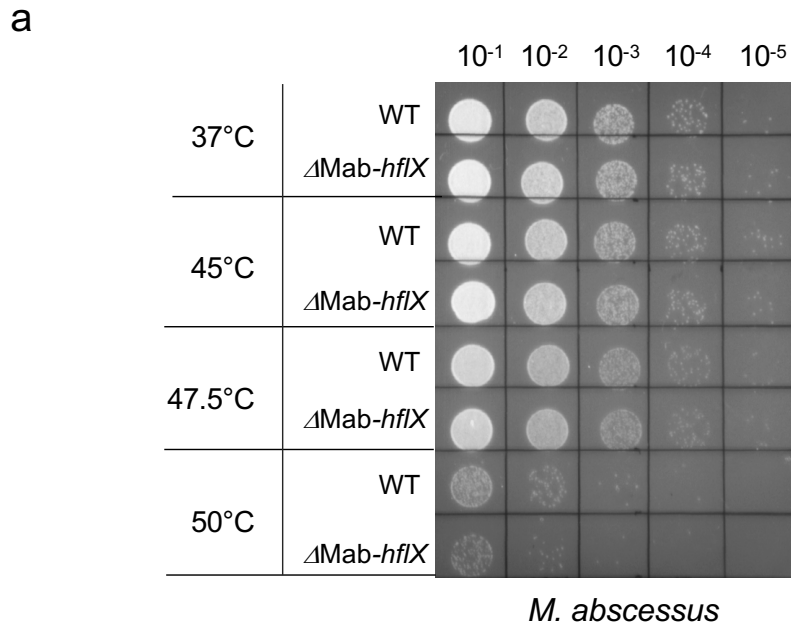 a
10-1 10-2 10-3 10-4 10-5
37°C
WT
ΔMab-hflX
45°C
WT
ΔMab-hflX
47.5°C
WT
ΔMab-hflX
50°C
WT
ΔMab-hflX
M. abscessus